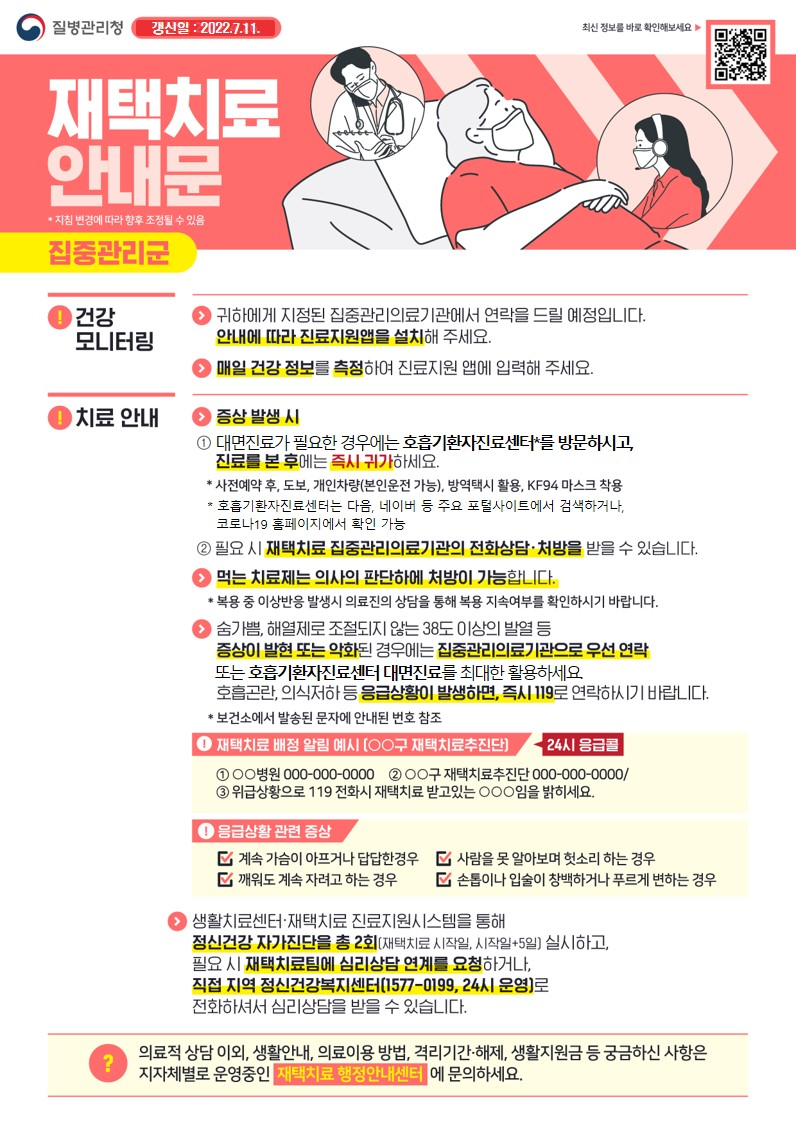 질병관리청
갱신일 : 2022.7.11.
최신 정보를 바로 확인해보세요 ▶
재택치료
안내문
* 지침 변경에 따라 향후 조정될 수 있음
집중관리군
! 건강
모니터링
귀하에게 지정된 집중관리의료기관에서 연락을 드릴 예정입니다.
안내에 따라 진료지원앱을 설치해 주세요.
매일 건강 정보를 측정하여 진료지원 앱에 입력해 주세요.
! 치료 안내
증상 발생 시
① 대면진료가 필요한 경우에는 호흡기환자진료센터*를 방문하시고,
진료를 본 후에는 즉시 귀가하세요.
* 사전예약 후, 도보, 개인차량(본인운전 가능), 방역택시 활용, KF94 마스크 착용
* 호흡기환자진료센터는 다음, 네이버 등 주요 포털사이트에서 검색하거나,
코로나19 홈페이지에서 확인 가능
② 필요 시 재택치료 집중관리의료기관의 전화상담·처방을 받을 수 있습니다.
먹는 치료제는 의사의 판단하에 처방이 가능합니다.
* 복용 중 이상반응 발생시 의료진의 상담을 통해 복용 지속여부를 확인하시기 바랍니다.
숨가쁨, 해열제로 조절되지 않는 38도 이상의 발열 등
증상이 발현 또는 악화된 경우에는 집중관리의료기관으로 우선 연락
또는 호흡기환자진료센터 대면진료를 최대한 활용하세요.
호흡곤란, 의식저하 등 응급상황이 발생하면, 즉시 119로 연락하시기 바랍니다.
* 보건소에서 발송된 문자에 안내된 번호 참조
! 재택치료 배정 알림 예시 (○○구 재택치료추진단) 24시 응급콜
① ○○병원 000-000-0000 ② ○○구 재택치료추진단 000-000-0000/
③ 위급상황으로 119 전화시 재택치료 받고있는 ○○○임을 밝히세요.
! 응급상황 관련 증상
☑ 계속 가슴이 아프거나 답답한경우 ☑ 사람을 못 알아보며 헛소리 하는 경우
☑ 깨워도 계속 자려고 하는 경우 ☑ 손톱이나 입술이 창백하거나 푸르게 변하는 경우
생활치료센터·재택치료 진료지원시스템을 통해
정신건강 자가진단을 총 2회(재택치료 시작일, 시작일+5일) 실시하고,
필요 시 재택치료팀에 심리상담 연계를 요청하거나,
직접 지역 정신건강복지센터(1577-0199, 24시 운영)로
전화하셔서 심리상담을 받을 수 있습니다.
? 의료적 상담 이외, 생활안내, 의료이용 방법, 격리기간·해제, 생활지원금 등 궁금하신 사항은
지자체별로 운영중인 재택치료 행정안내센터 에 문의하세요.